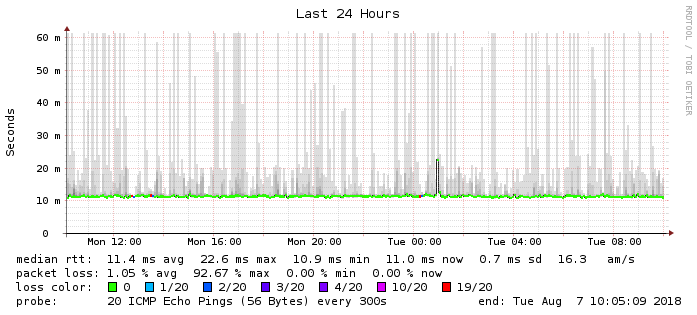 Last 24 Hours
RRDTOOL / TOBI OETIKER
Seconds
60 m
50 m
40 m
30 m
20 m
10 m
0
Mon 12:00 Mon 16:00 Mon 20:00 Tue 00:00 Tue 04:00 Tue 08:00
median rtt: 11.4 ms avg 22.6 ms max 10.9 ms min 11.0 ms now 0.7 ms sd 16.3 am/s
packet loss: 1.05 % avg 92.67 % max 0.00 % min 0.00 % now
loss color: 0 1/20 2/20 3/20 4/20 10/20 19/20
probe: 20 ICMP Echo Pings (56 Bytes) every 300s end: Tue Aug 7 10:05:09 2018